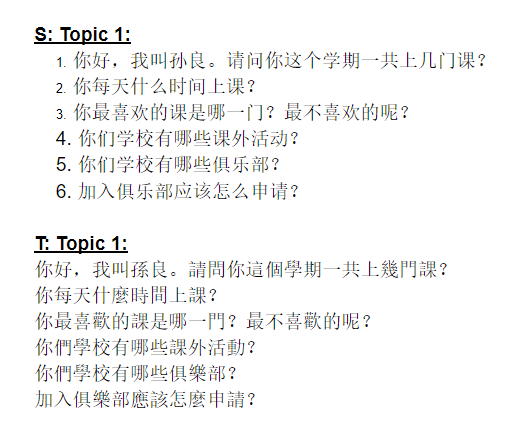 S: Topic 1:
1. 你好，我叫孙良。请问你这个学期一共上几门课？
2. 你每天什么时间上课？
3. 你最喜欢的课是哪一门？最不喜欢的呢？
4. 你们学校有哪些课外活动？
5. 你们学校有哪些俱乐部？
6. 加入俱乐部应该怎么申请？
T: Topic 1:
你好，我叫孫良。請問你這個學期一共上幾門課？
你每天什麼時間上課？
你最喜歡的課是哪一門？最不喜歡的呢？
你們學校有哪些課外活動？
你們學校有哪些俱樂部？
加入俱樂部應該怎麼申請？